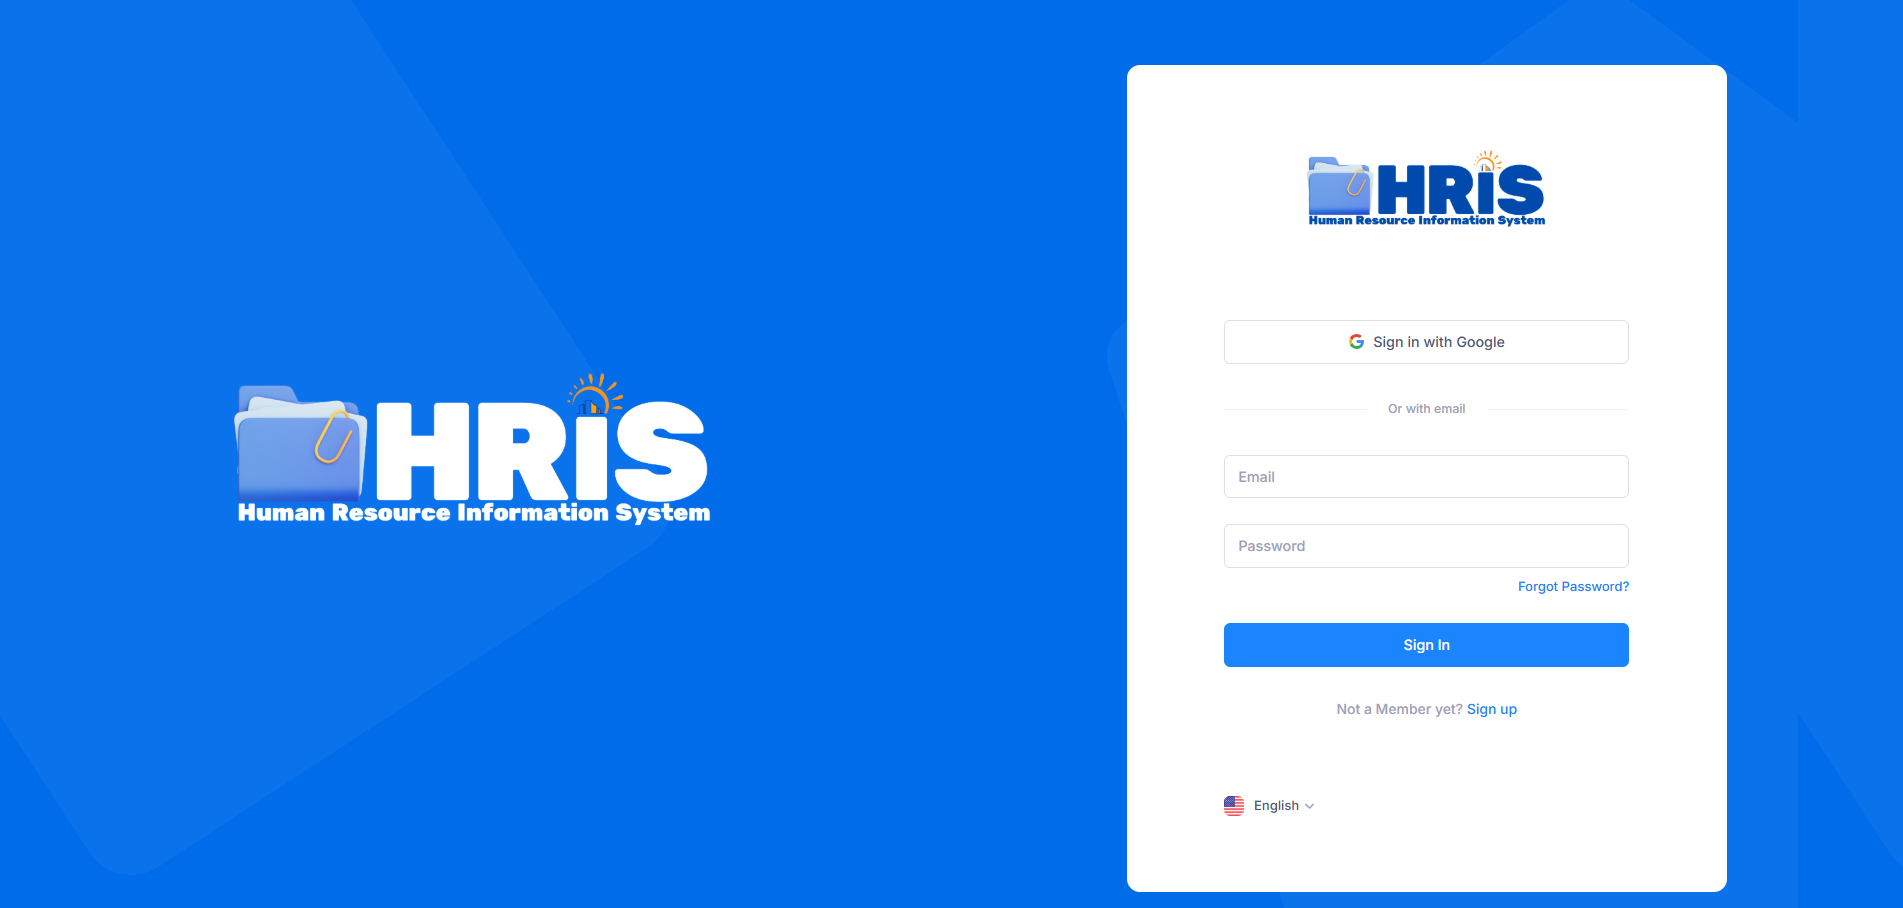 HRiS
Human Resource Information System
HRiS
Human Resource Information System
Sign in with Google
Or with email
Email
Password
Forgot Password?
Sign In
Not a Member yet? Sign up
English